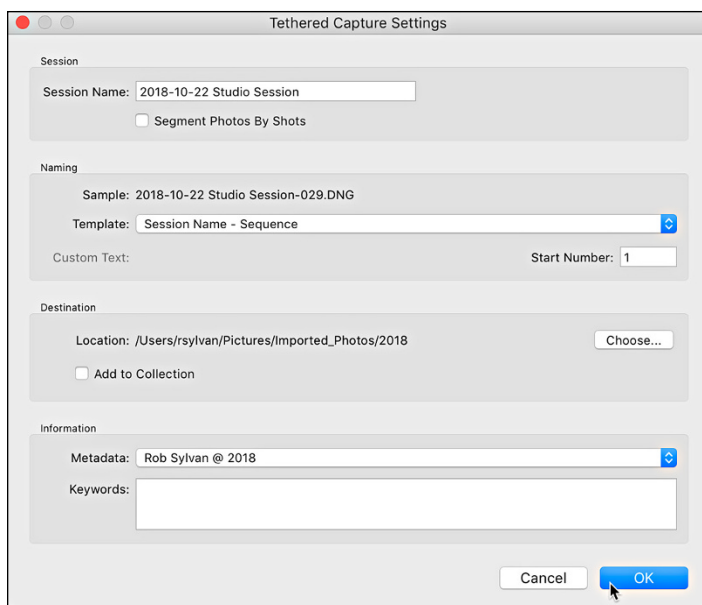 Tethered Capture Settings
Session
Session Name: 2018-10-22 Studio Session
Segment Photos By Shots
Naming
Sample: 2018-10-22 Studio Session-029.DNG
Template: Session Name - Sequence
Custom Text: Start Number: 1
Destination
Location: /Users/rsylvan/Pictures/Imported_Photos/2018 Choose...
Add to Collection
Information
Metadata: Rob Sylvan @ 2018
Keywords:
Cancel OK